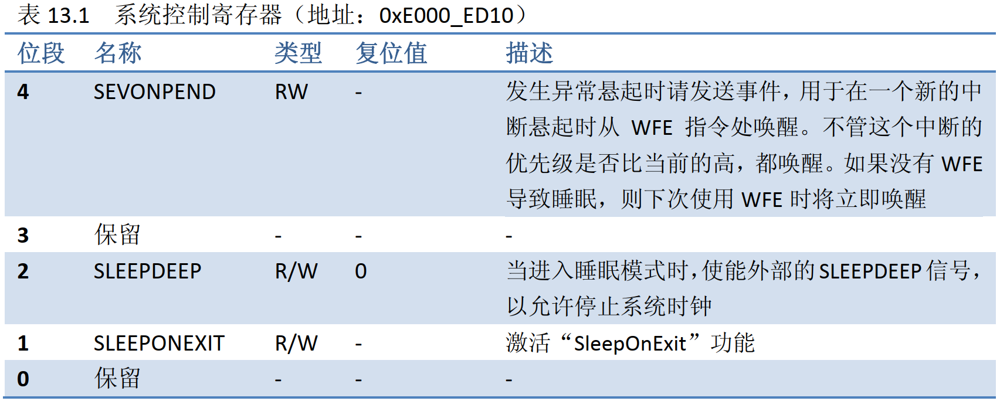 表 13.1 系统控制寄存器（地址：0xE000_ED10）
位段 名称 类型 复位值 描述
4 SEVONPEND RW - 发生异常悬起时请发送事件，用于在一个新的中
断悬起时从 WFE 指令处唤醒。不管这个中断的
优先级是否比当前的高，都唤醒。如果没有 WFE
导致睡眠，则下次使用 WFE 时将立即唤醒
3 保留 - - -
2 SLEEPDEEP R/W 0 当进入睡眠模式时，使能外部的 SLEEPDEEP 信号，
以允许停止系统时钟
1 SLEEPONEXIT R/W - 激活“SleepOnExit”功能
0 保留 - - -